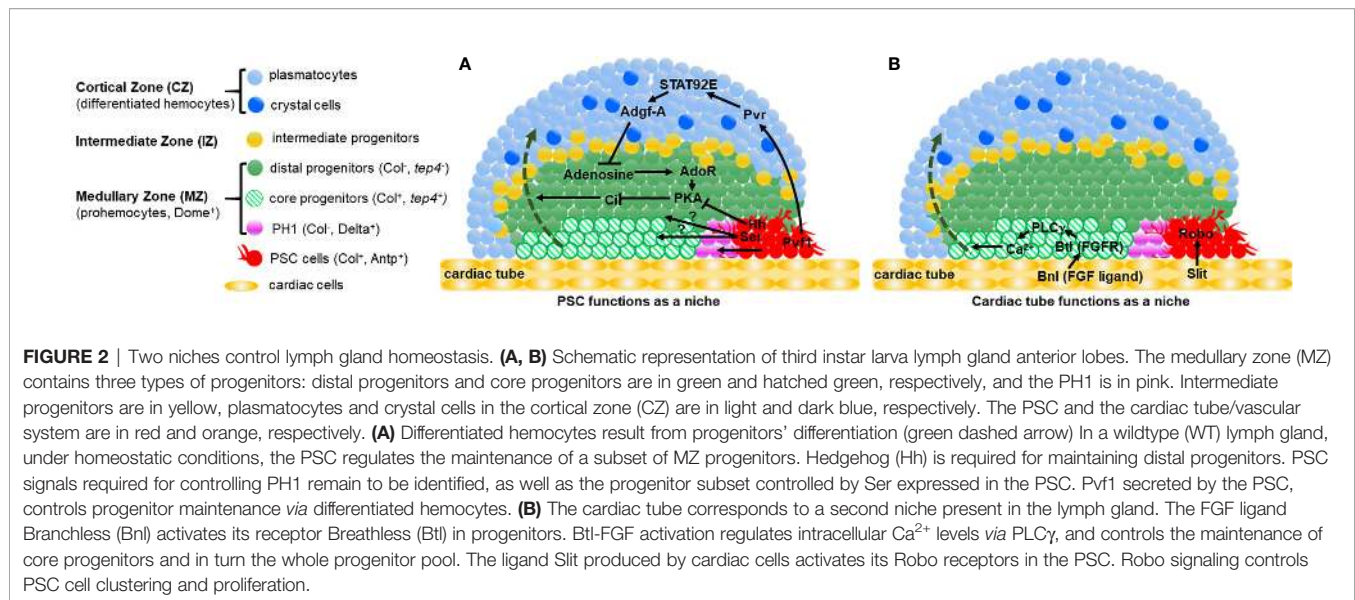 Cortical Zone (CZ)
(differentiated hemocytes)
plasmatocytes
crystal cells
Intermediate Zone (IZ)
intermediate progenitors
Medullary Zone (MZ)
(prohemocytes, Dome⁺)
distal progenitors (Col⁻, tep4⁻)
core progenitors (Col⁺, tep4⁺)
PH1 (Col⁻, Delta⁺)
PSC cells (Col⁺, Antp⁺)
cardiac cells
A
STAT92E
Adgf-A
Pvr
Adenosine
AdoR
PKA
Ci
?
?
Hh
Ser
Pvf1
cardiac tube
PSC functions as a niche
B
PLCγ
Ca²⁺
Btl (FGFR)
Robo
Bnl (FGF ligand)
Slit
cardiac tube
Cardiac tube functions as a niche
FIGURE 2 | Two niches control lymph gland homeostasis. (A, B) Schematic representation of third instar larva lymph gland anterior lobes. The medullary zone (MZ)
contains three types of progenitors: distal progenitors and core progenitors are in green and hatched green, respectively, and the PH1 is in pink. Intermediate
progenitors are in yellow, plasmatocytes and crystal cells in the cortical zone (CZ) are in light and dark blue, respectively. The PSC and the cardiac tube/vascular
system are in red and orange, respectively. (A) Differentiated hemocytes result from progenitors' differentiation (green dashed arrow) In a wildtype (WT) lymph gland,
under homeostatic conditions, the PSC regulates the maintenance of a subset of MZ progenitors. Hedgehog (Hh) is required for maintaining distal progenitors. PSC
signals required for controlling PH1 remain to be identified, as well as the progenitor subset controlled by Ser expressed in the PSC. Pvf1 secreted by the PSC,
controls progenitor maintenance via differentiated hemocytes. (B) The cardiac tube corresponds to a second niche present in the lymph gland. The FGF ligand
Branchless (Bnl) activates its receptor Breathless (Btl) in progenitors. Btl-FGF activation regulates intracellular Ca²⁺ levels via PLCγ, and controls the maintenance of
core progenitors and in turn the whole progenitor pool. The ligand Slit produced by cardiac cells activates its Robo receptors in the PSC. Robo signaling controls
PSC cell clustering and proliferation.